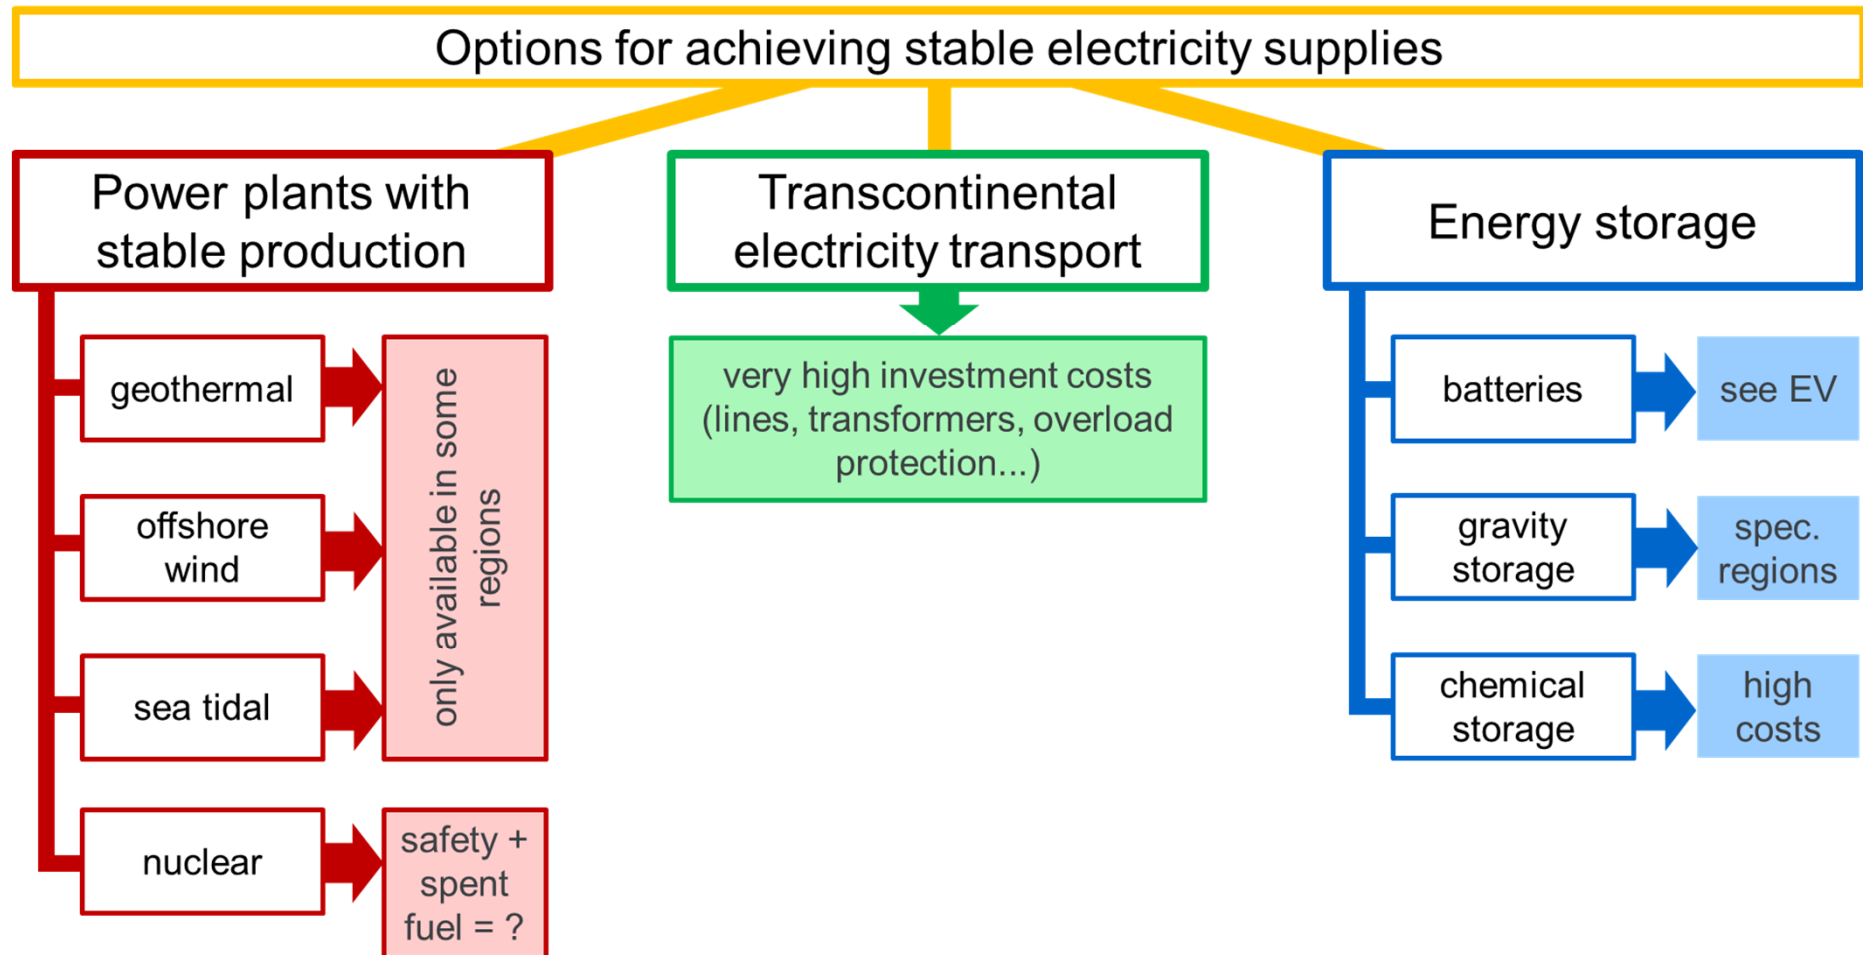 Options for achieving stable electricity supplies
Power plants with
stable production
geothermal
offshore
wind
sea tidal
only available in some
regions
nuclear
safety +
spent
fuel = ?
Transcontinental
electricity transport
very high investment costs
(lines, transformers, overload
protection...)
Energy storage
batteries
see EV
gravity
storage
spec.
regions
chemical
storage
high
costs